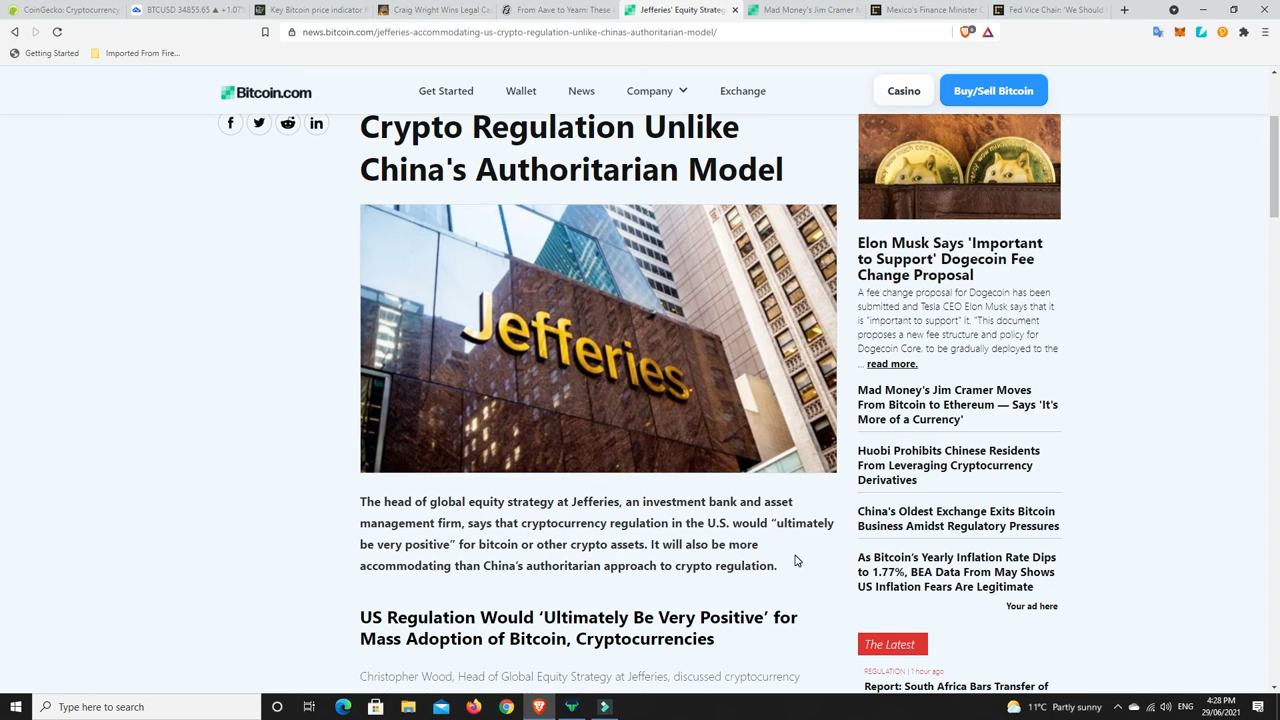 CoinGecko: Cryptocurrency
BTCUSD 34855.65 ▲ +1.07%
Key Bitcoin price indicator f
Craig Wright Wins Legal Ca
From Aave to Yearn: These
Jefferies' Equity Strateg
Mad Money's Jim Cramer M
Mexico's Finance Minister C
Fed Vice Chair: 'We Should
news.bitcoin.com/jefferies-accommodating-us-crypto-regulation-unlike-chinas-authoritarian-model/
Getting Started
Imported From Fire...
Bitcoin.com
Get Started
Wallet
News
Company
Exchange
Casino
Buy/Sell Bitcoin
Crypto Regulation Unlike
China's Authoritarian Model
Jefferies
The head of global equity strategy at Jefferies, an investment bank and asset
management firm, says that cryptocurrency regulation in the U.S. would “ultimately
be very positive” for bitcoin or other crypto assets. It will also be more
accommodating than China’s authoritarian approach to crypto regulation.
US Regulation Would ‘Ultimately Be Very Positive’ for
Mass Adoption of Bitcoin, Cryptocurrencies
Christopher Wood, Head of Global Equity Strategy at Jefferies, discussed cryptocurrency
Elon Musk Says 'Important
to Support' Dogecoin Fee
Change Proposal
A fee change proposal for Dogecoin has been
submitted and Tesla CEO Elon Musk says that it
is "important to support" it. "This document
proposes a new fee structure and policy for
Dogecoin Core, to be gradually deployed to the
... read more.
Mad Money's Jim Cramer Moves
From Bitcoin to Ethereum — Says 'It's
More of a Currency'
Huobi Prohibits Chinese Residents
From Leveraging Cryptocurrency
Derivatives
China's Oldest Exchange Exits Bitcoin
Business Amidst Regulatory Pressures
As Bitcoin’s Yearly Inflation Rate Dips
to 1.77%, BEA Data From May Shows
US Inflation Fears Are Legitimate
Your ad here
The Latest
REGULATION | 1 hour ago
Report: South Africa Bars Transfer of
Type here to search
11°C Partly sunny
ENG
4:28 PM
29/06/2021